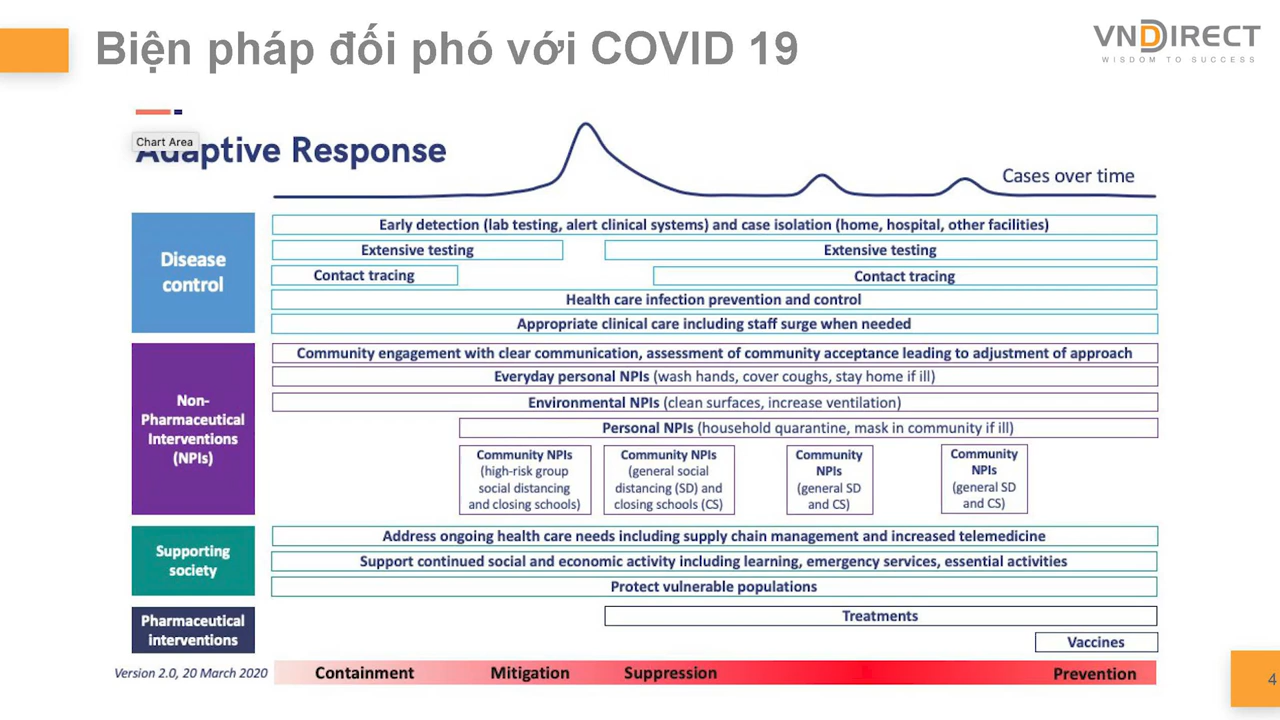 Biện pháp đối phó với COVID 19
VNDIRECT
WISDOM TO SUCCESS
Chart Area
Adaptive Response
Cases over time
Disease
control
Early detection (lab testing, alert clinical systems) and case isolation (home, hospital, other facilities)
Extensive testing
Extensive testing
Contact tracing
Contact tracing
Health care infection prevention and control
Appropriate clinical care including staff surge when needed
Non-
Pharmaceutical
Interventions
(NPIs)
Community engagement with clear communication, assessment of community acceptance leading to adjustment of approach
Everyday personal NPIs (wash hands, cover coughs, stay home if ill)
Environmental NPIs (clean surfaces, increase ventilation)
Personal NPIs (household quarantine, mask in community if ill)
Community NPIs
(high-risk group
social distancing
and closing schools)
Community NPIs
(general social
distancing (SD) and
closing schools (CS)
Community
NPIs
(general SD
and CS)
Community
NPIs
(general SD
and CS)
Supporting
society
Address ongoing health care needs including supply chain management and increased telemedicine
Support continued social and economic activity including learning, emergency services, essential activities
Protect vulnerable populations
Pharmaceutical
interventions
Treatments
Vaccines
Version 2.0, 20 March 2020
Containment
Mitigation
Suppression
Prevention
4